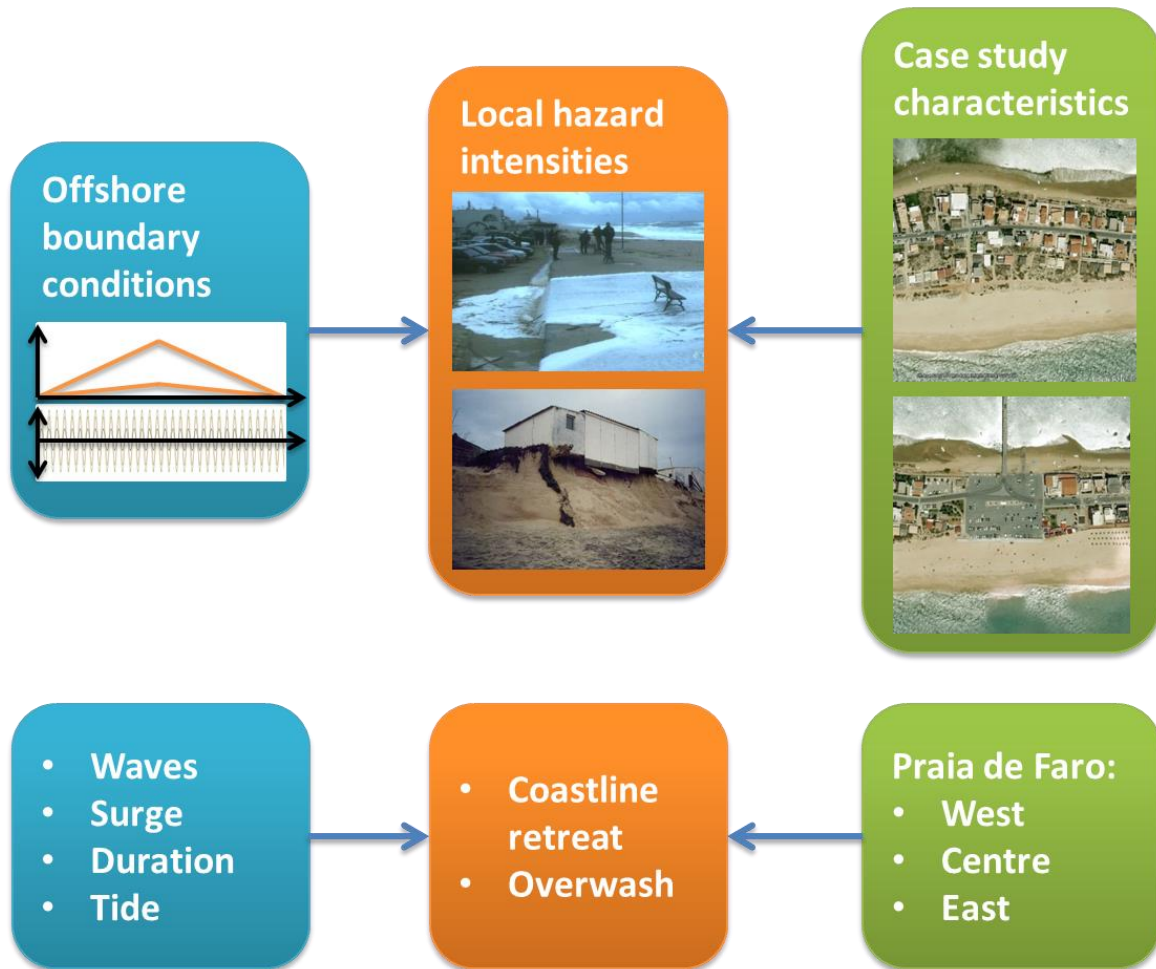 Offshore
boundary
conditions
Local hazard
intensities
Case study
characteristics
• Waves
• Surge
• Duration
• Tide
• Coastline
retreat
• Overwash
Praia de Faro:
• West
• Centre
• East